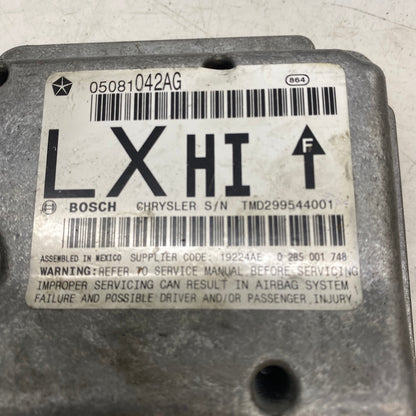 05081042AG 864
LX HI F
BOSCH CHRYSLER S/N TMD299544001
ASSEMBLED IN MEXICO SUPPLIER CODE: 19224AE 0 285 001 748
WARNING: REFER TO SERVICE MANUAL BEFORE SERVICING
IMPROPER SERVICING CAN RESULT IN AIRBAG SYSTEM
FAILURE AND POSSIBLE DRIVER AND/OR PASSENGER INJURY